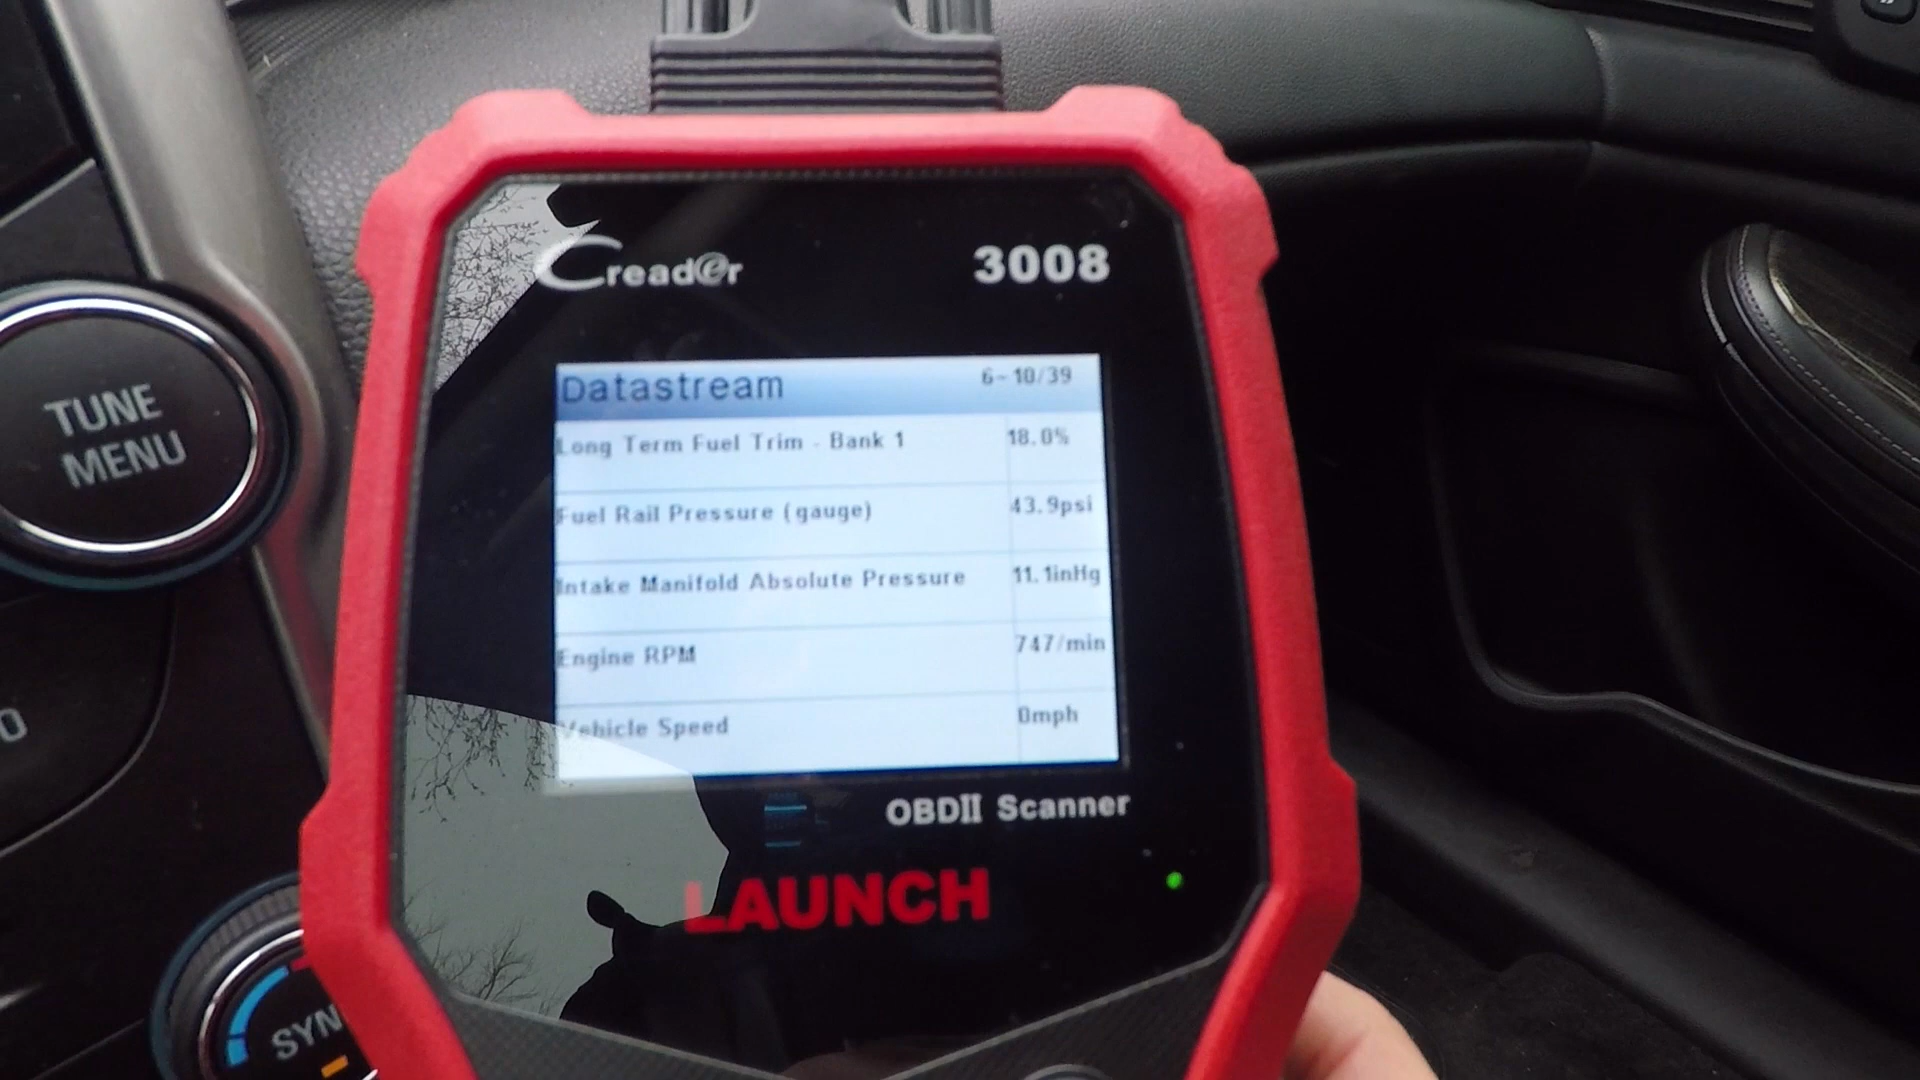 Creader 3008
Datastream 6~10/39
Long Term Fuel Trim - Bank 1 18.0%
Fuel Rail Pressure (gauge) 43.9psi
Intake Manifold Absolute Pressure 11.1inHg
Engine RPM 747/min
Vehicle Speed 0mph
OBDII Scanner
LAUNCH
TUNE
MENU
SYN